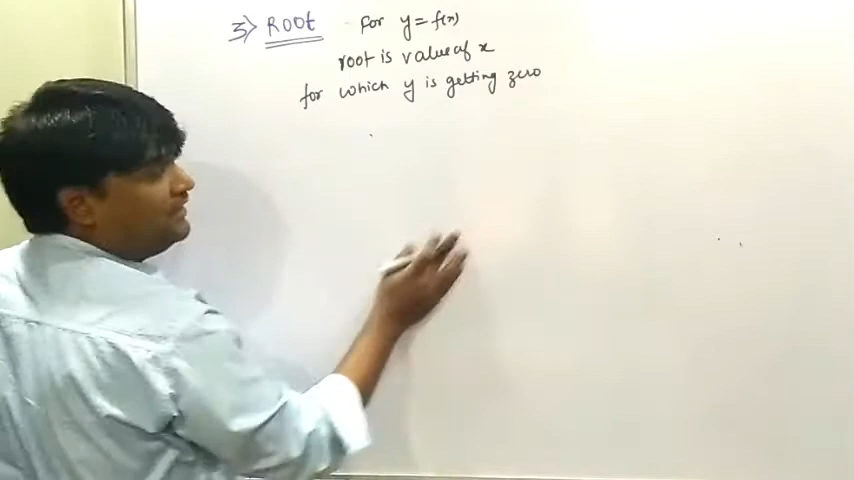 3> Root for y = f(x)
root is value of x
for which y is getting zero